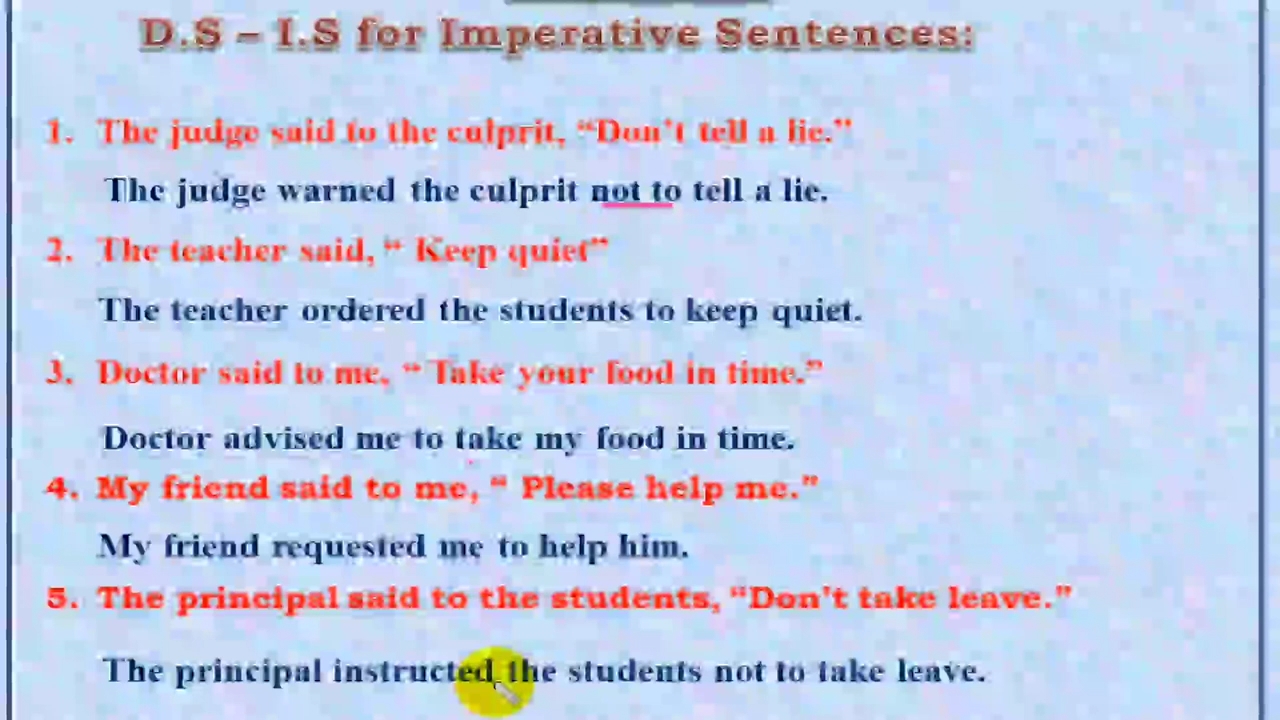 D.S – I.S for Imperative Sentences:
1. The judge said to the culprit, “Don't tell a lie.”
The judge warned the culprit not to tell a lie.
2. The teacher said, “ Keep quiet”
The teacher ordered the students to keep quiet.
3. Doctor said to me, “ Take your food in time.”
Doctor advised me to take my food in time.
4. My friend said to me, “ Please help me.”
My friend requested me to help him.
5. The principal said to the students, “Don't take leave.”
The principal instructed the students not to take leave.